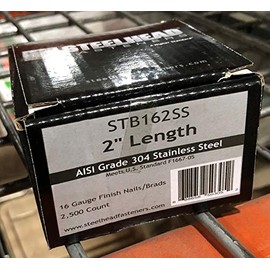 STEELHEAD
STB162SS
2" Length
AISI Grade 304 Stainless Steel
Meets U.S. Standard F1667-05
16 Gauge Finish Nails/Brads
2,500 Count
www.steelheadfasteners.com